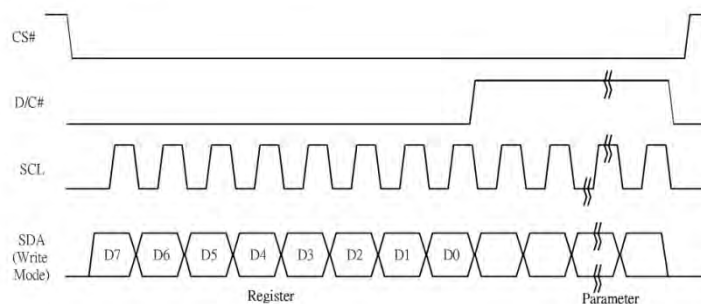 CS#
D/C#
SCL
SDA
(Write
Mode)
D7 D6 D5 D4 D3 D2 D1 D0
Register Parameter